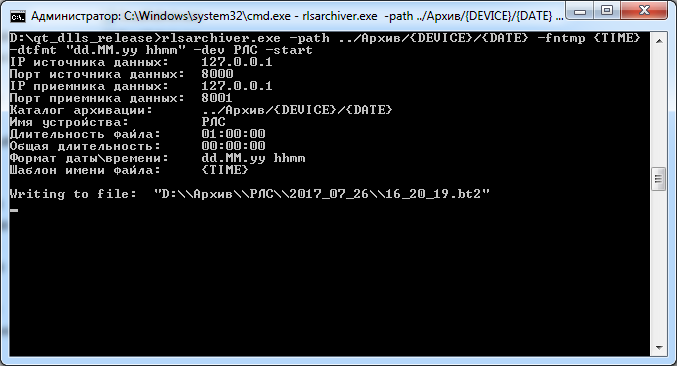 Администратор: C:\Windows\system32\cmd.exe - rlsarchiver.exe -path ../Архив/{DEVICE}/{DATE} ...
D:\qt_dlls_release>rlsarchiver.exe -path ../Архив/{DEVICE}/{DATE} -fntmp {TIME}
-dtfmt "dd.MM.yy hhmm" -dev РЛС -start
IP источника данных: 127.0.0.1
Порт источника данных: 8000
IP приемника данных: 127.0.0.1
Порт приемника данных: 8001
Каталог архивации: ../Архив/{DEVICE}/{DATE}
Имя устройства: РЛС
Длительность файла: 01:00:00
Общая длительность: 00:00:00
Формат даты\времени: dd.MM.yy hhmm
Шаблон имени файла: {TIME}
Writing to file: "D:\\Архив\\РЛС\\2017_07_26\\16_20_19.bt2"